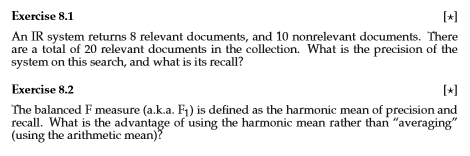 Exercise 8.1 [⋆]
An IR system returns 8 relevant documents, and 10 nonrelevant documents. There
are a total of 20 relevant documents in the collection. What is the precision of the
system on this search, and what is its recall?
Exercise 8.2 [⋆]
The balanced F measure (a.k.a. F₁) is defined as the harmonic mean of precision and
recall. What is the advantage of using the harmonic mean rather than “averaging”
(using the arithmetic mean)?